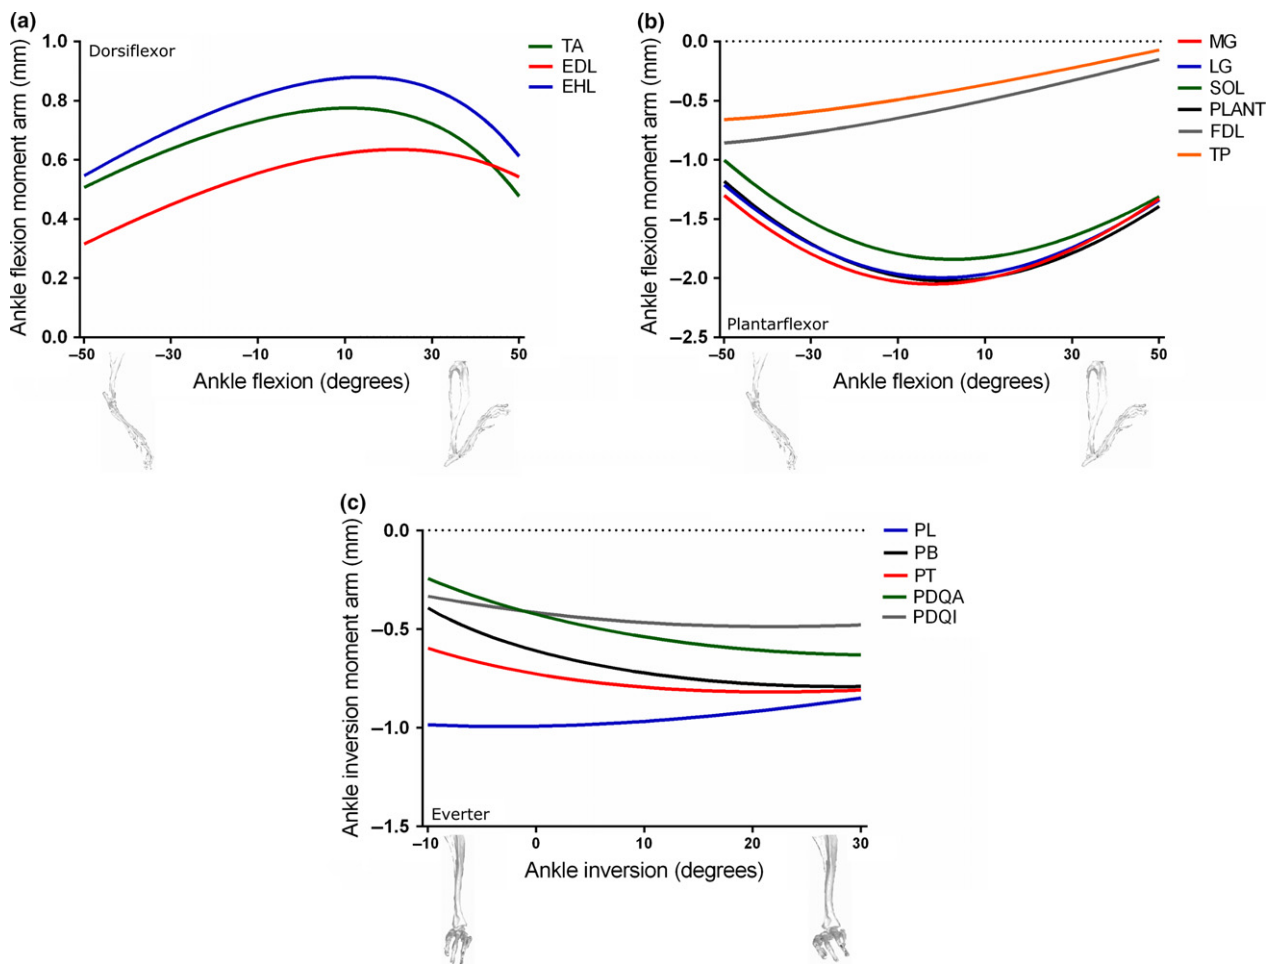 (a)
Dorsiflexor
TA
EDL
EHL
Ankle flexion moment arm (mm)
1.0
0.8
0.6
0.4
0.2
0.0
–50
–30
–10
10
30
50
Ankle flexion (degrees)
(b)
MG
LG
SOL
PLANT
FDL
TP
Ankle flexion moment arm (mm)
0.0
–0.5
–1.0
–1.5
–2.0
–2.5
Plantarflexor
–50
–30
–10
10
30
50
Ankle flexion (degrees)
(c)
PL
PB
PT
PDQA
PDQI
Ankle inversion moment arm (mm)
0.0
–0.5
–1.0
–1.5
Everter
–10
0
10
20
30
Ankle inversion (degrees)